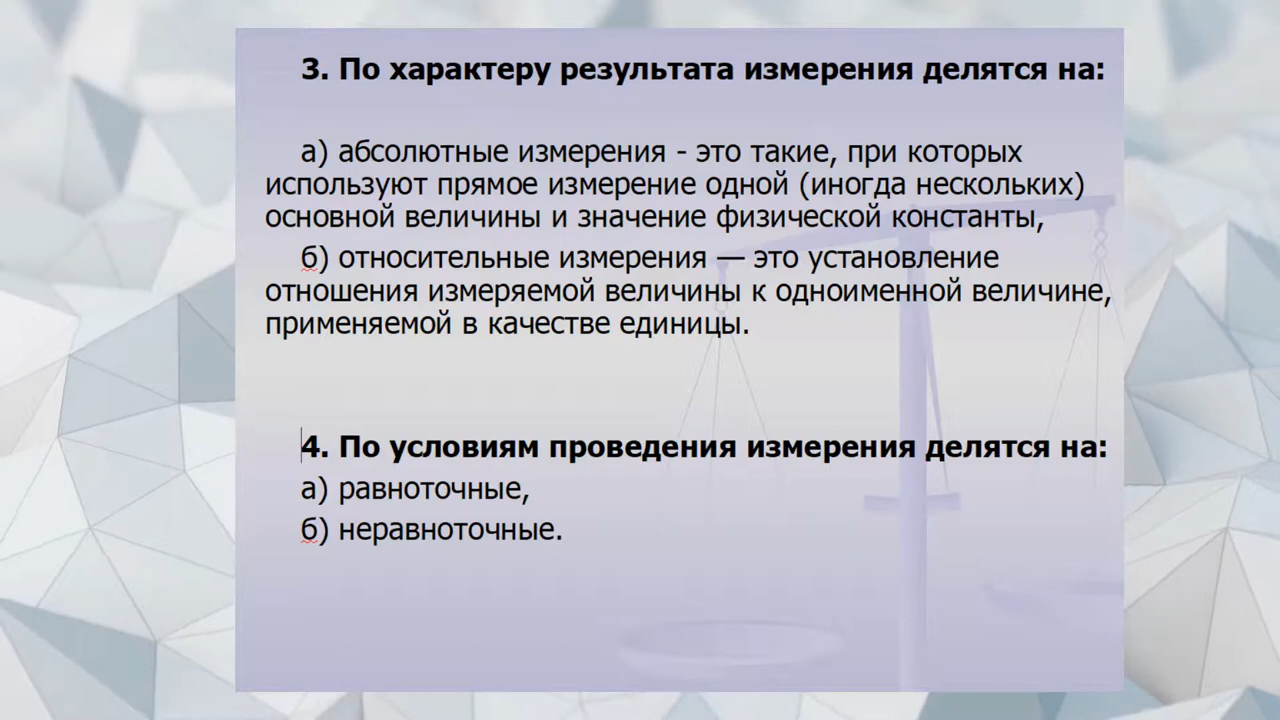 3. По характеру результата измерения делятся на:
а) абсолютные измерения - это такие, при которых
используют прямое измерение одной (иногда нескольких)
основной величины и значение физической константы,
б) относительные измерения — это установление
отношения измеряемой величины к одноименной величине,
применяемой в качестве единицы.
4. По условиям проведения измерения делятся на:
а) равноточные,
б) неравноточные.